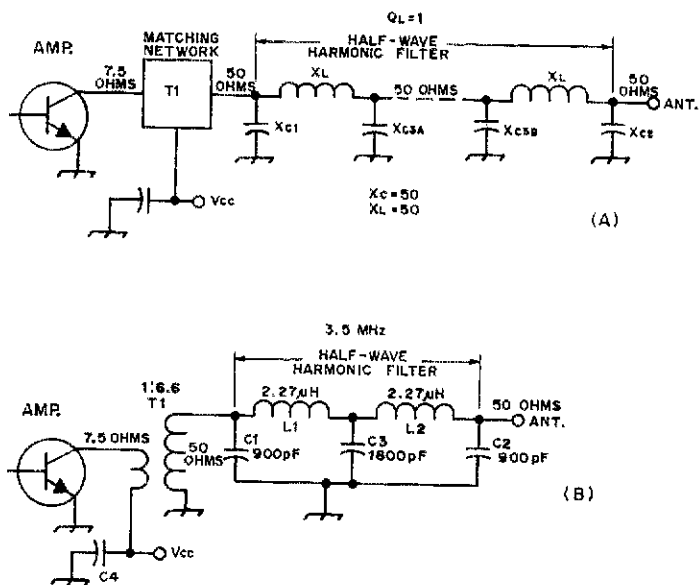 QL=1
HALF-WAVE
HARMONIC FILTER
AMP.
MATCHING
NETWORK
7.5
OHMS
T1
50
OHMS
XL
50 OHMS
XL
50
OHMS
ANT.
XC1
XC3A
XC3B
XC2
Vcc
XC=50
XL=50
(A)
3.5 MHz
HALF-WAVE
HARMONIC FILTER
1:6.6
T1
AMP.
7.5 OHMS
50
OHMS
2.27µH
L1
2.27µH
L2
50 OHMS
ANT.
C1
900pF
C3
1800pF
C2
900pF
(B)
Vcc
C4